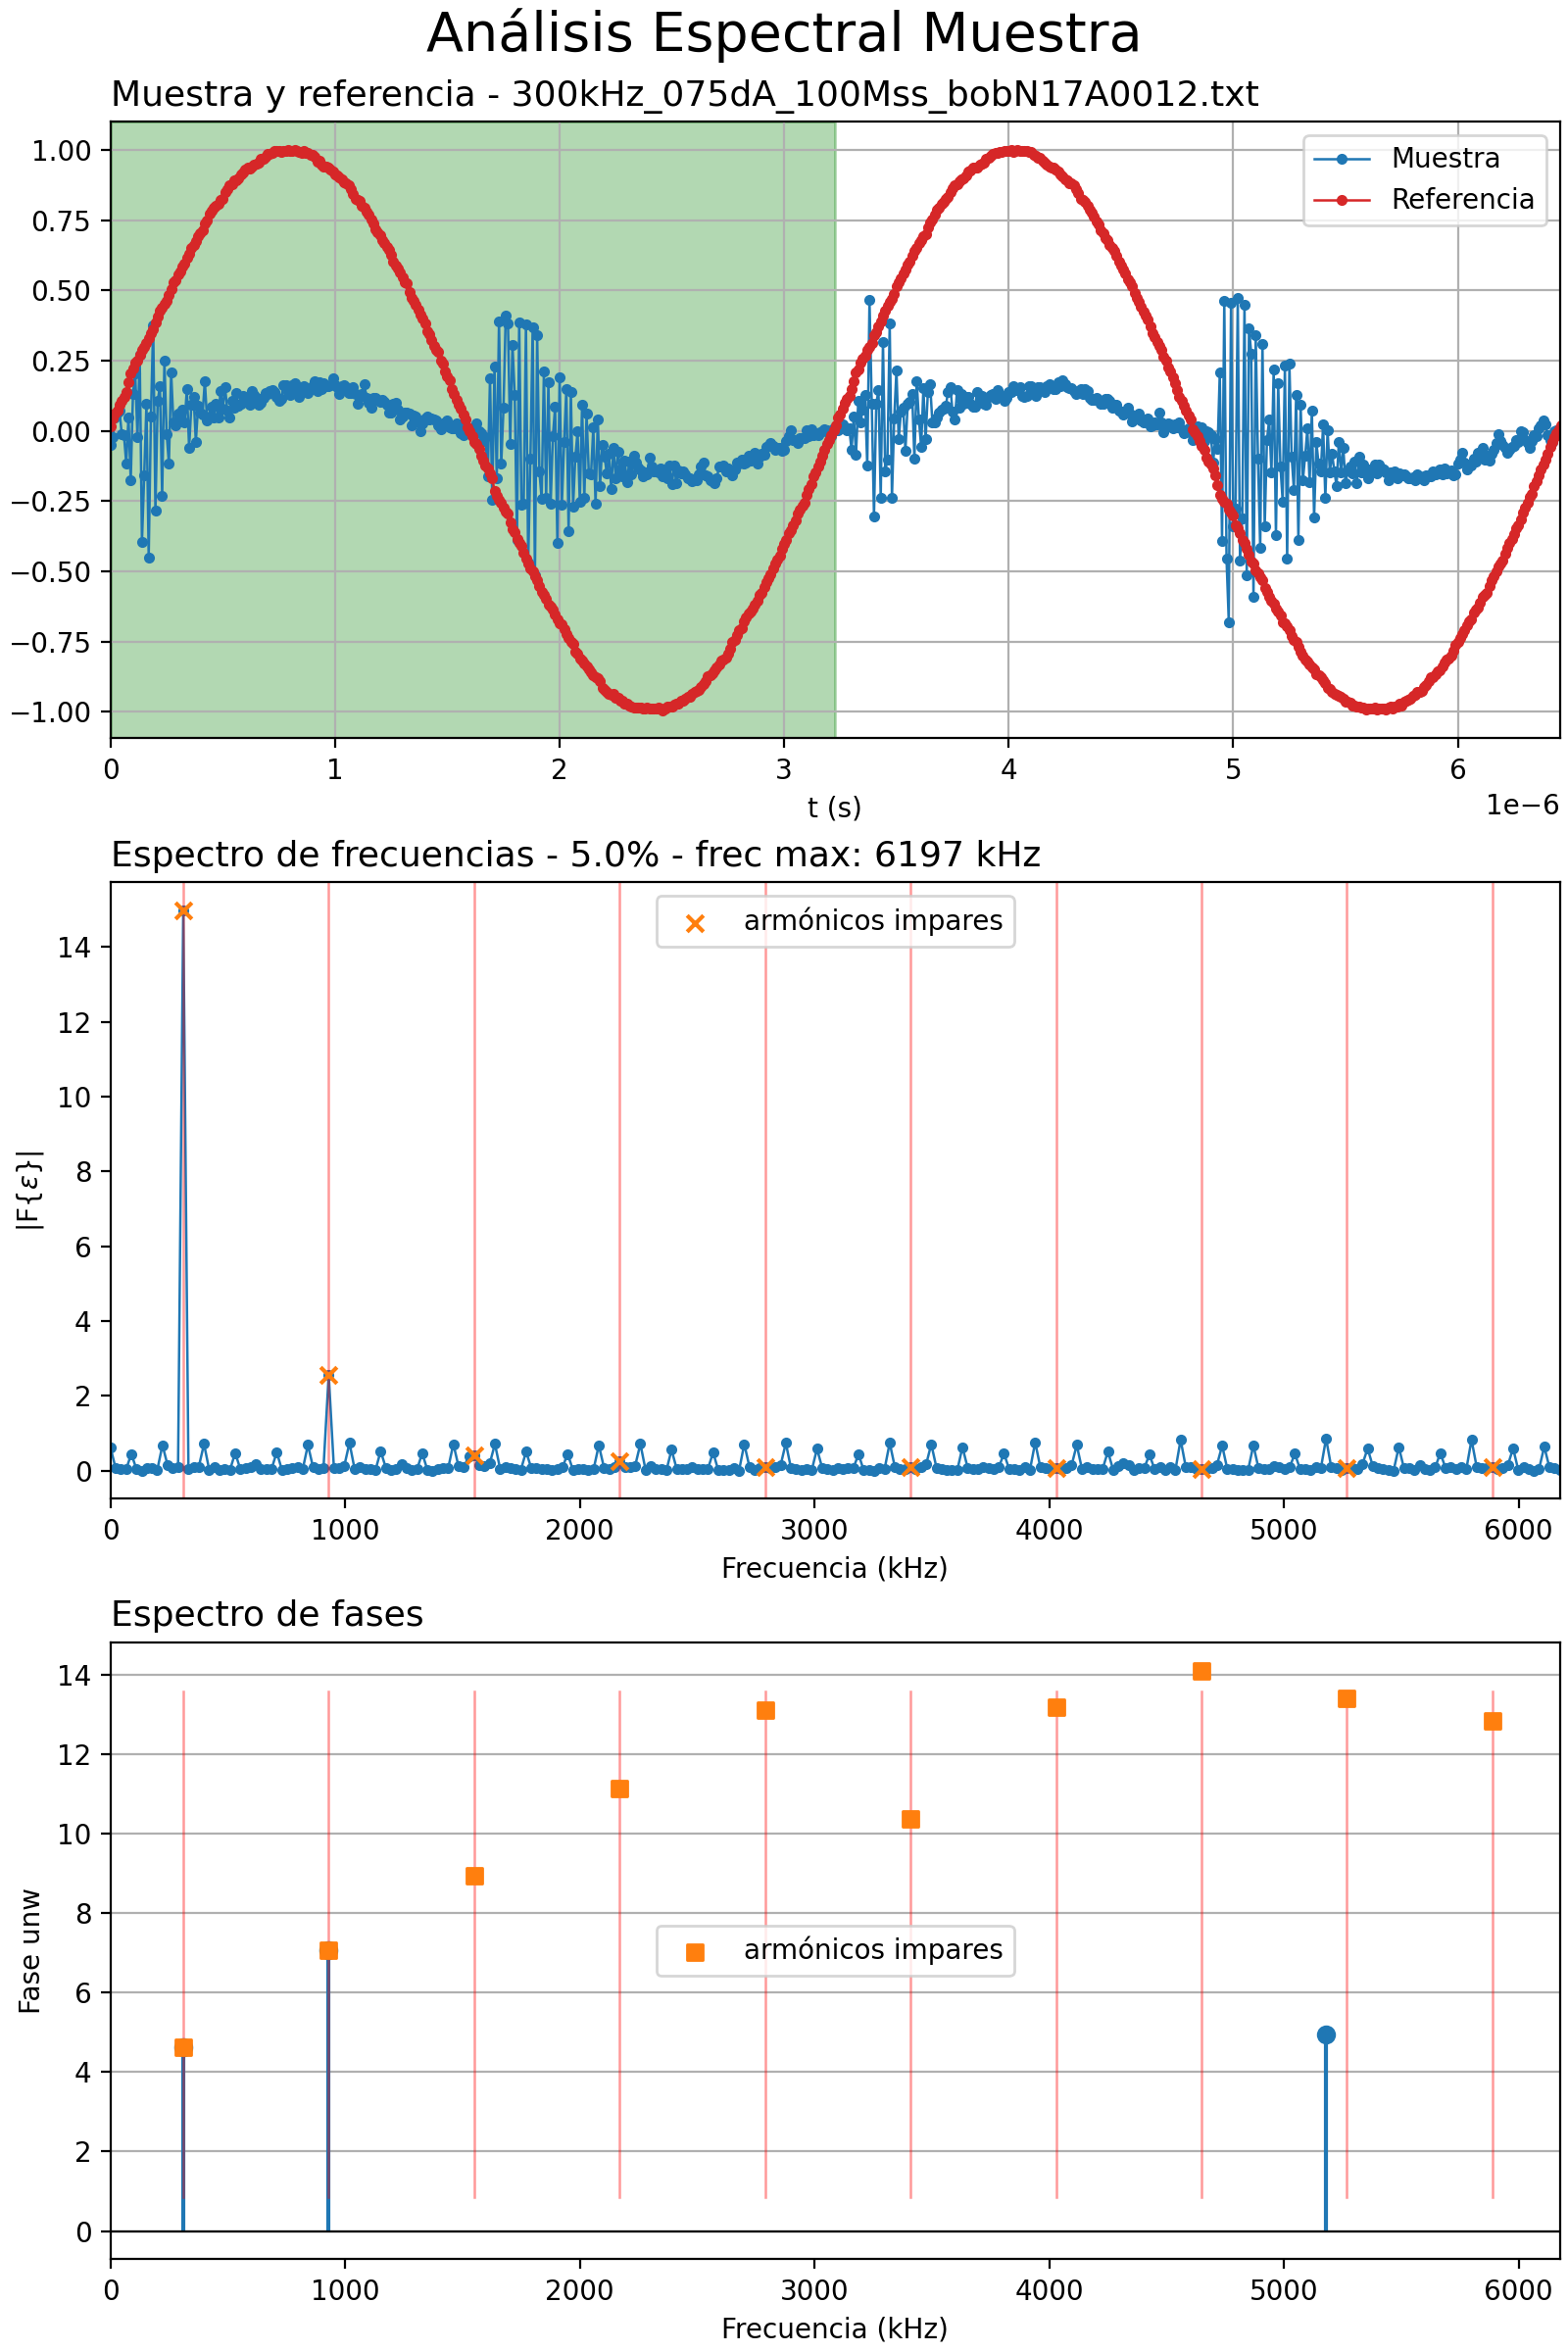 Análisis Espectral Muestra
Muestra y referencia - 300kHz_075dA_100Mss_bobN17A0012.txt
1.00
0.75
0.50
0.25
0.00
−0.25
−0.50
−0.75
−1.00
Muestra
Referencia
0 1 2 3 4 5 6
t (s)
1e−6
Espectro de frecuencias - 5.0% - frec max: 6197 kHz
armónicos impares
|F{ε}|
14
12
10
8
6
4
2
0
0 1000 2000 3000 4000 5000 6000
Frecuencia (kHz)
Espectro de fases
Fase unw
14
12
10
8
6
4
2
0
armónicos impares
0 1000 2000 3000 4000 5000 6000
Frecuencia (kHz)